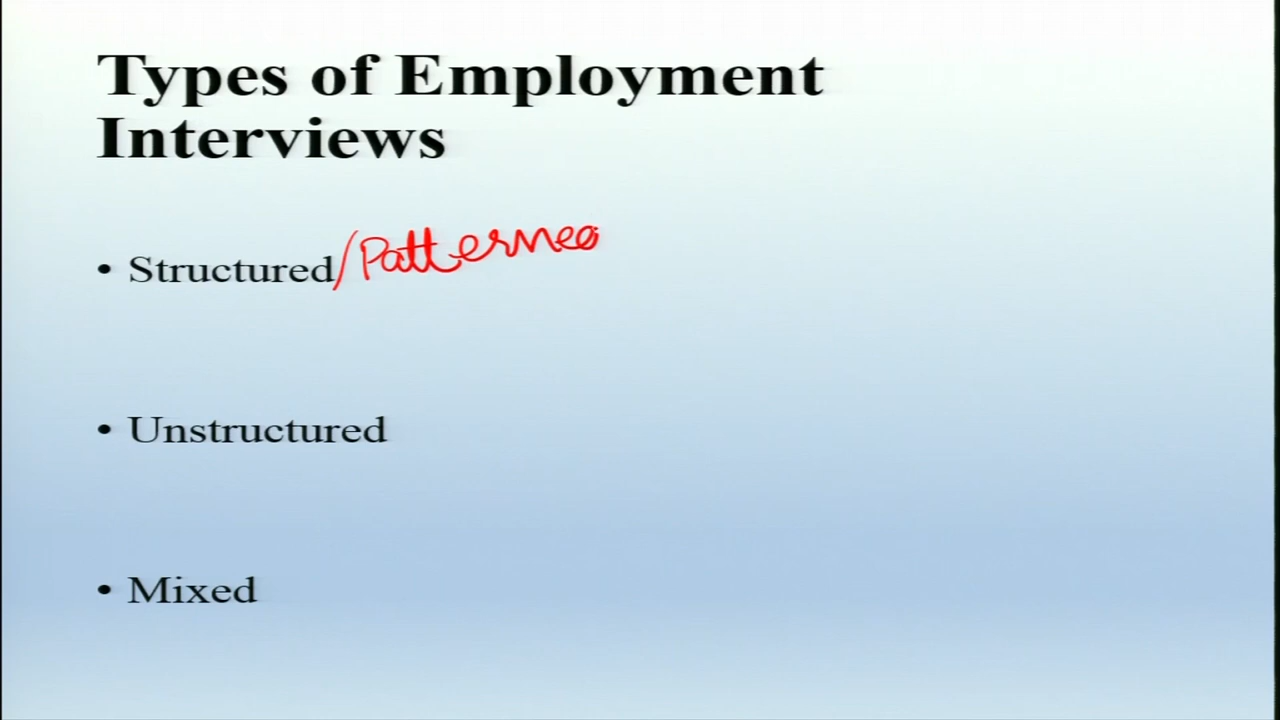 Types of Employment
Interviews
• Structured/Patterned
• Unstructured
• Mixed